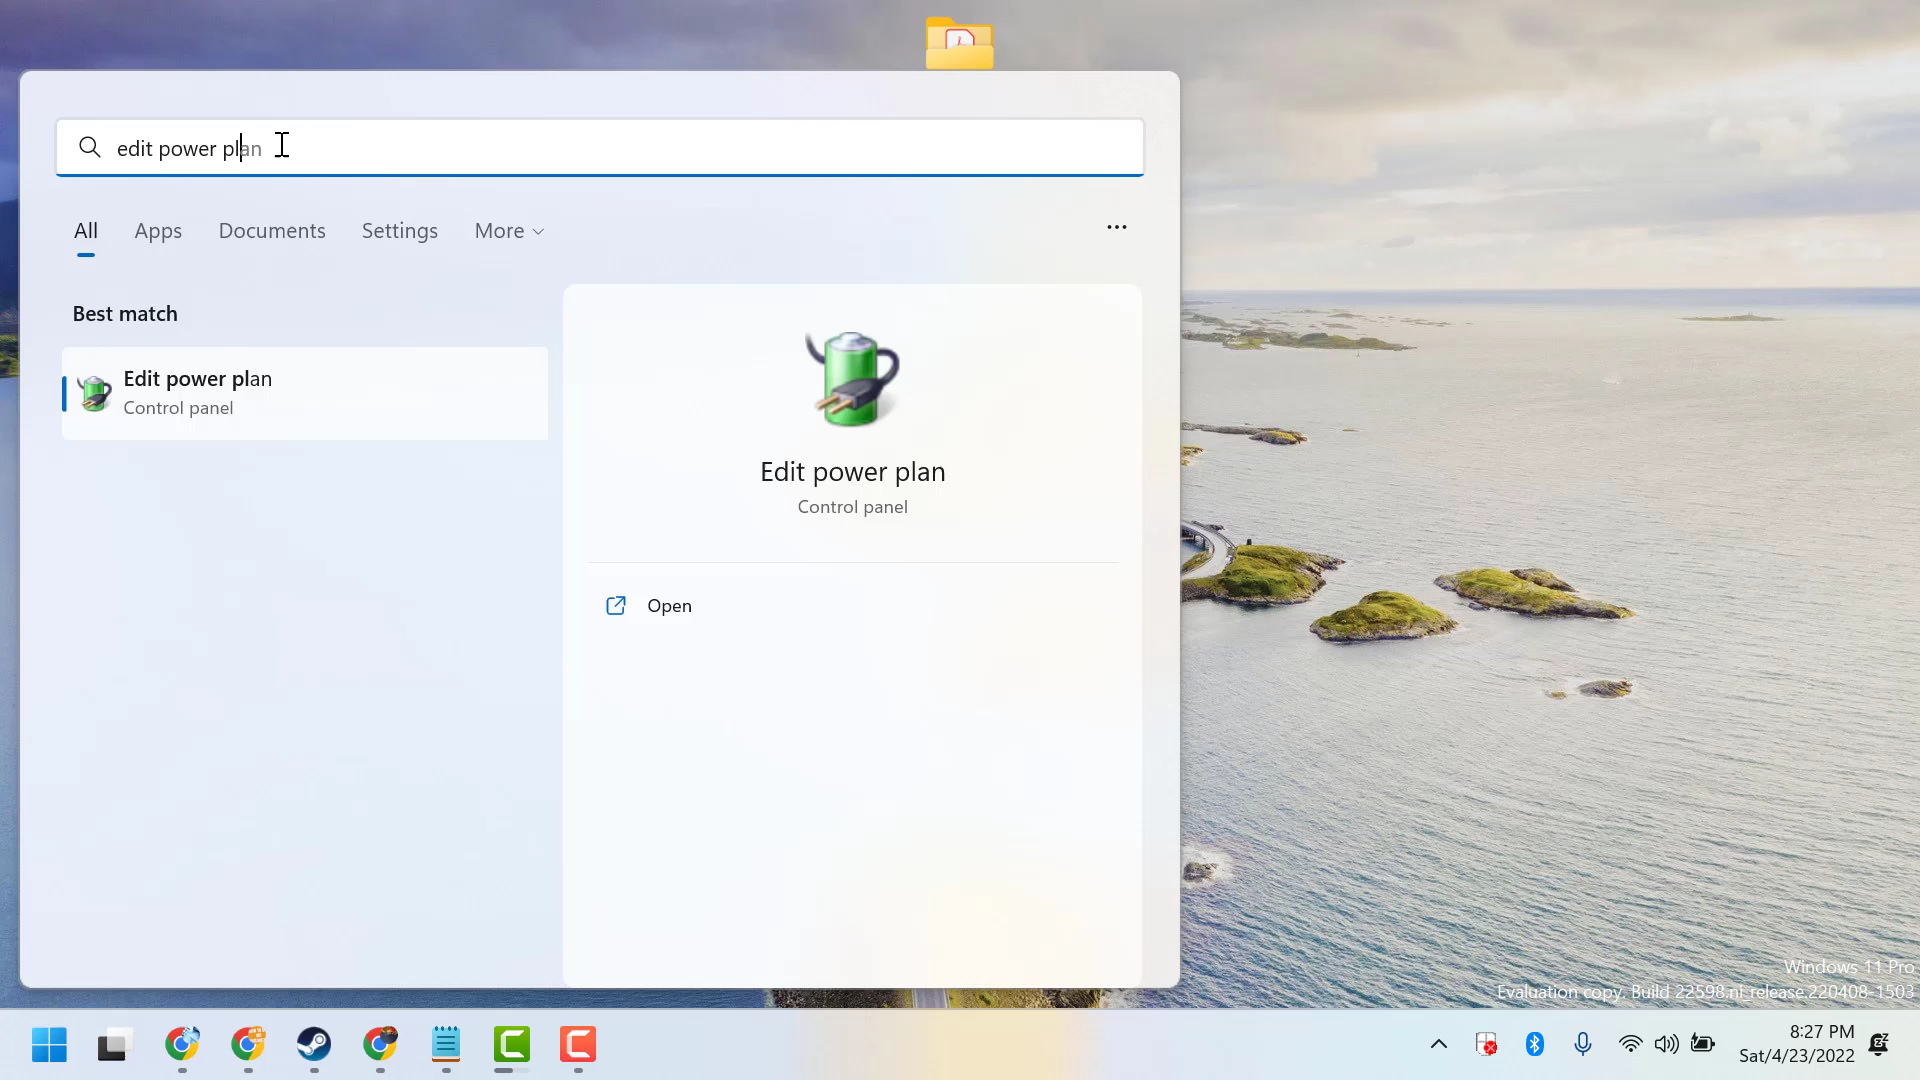 edit power plan
All Apps Documents Settings More
Best match
Edit power plan
Control panel
Edit power plan
Control panel
Open
Windows 11 Pro
Evaluation copy. Build 22598.ni_release.220408-1503
8:27 PM
Sat/4/23/2022